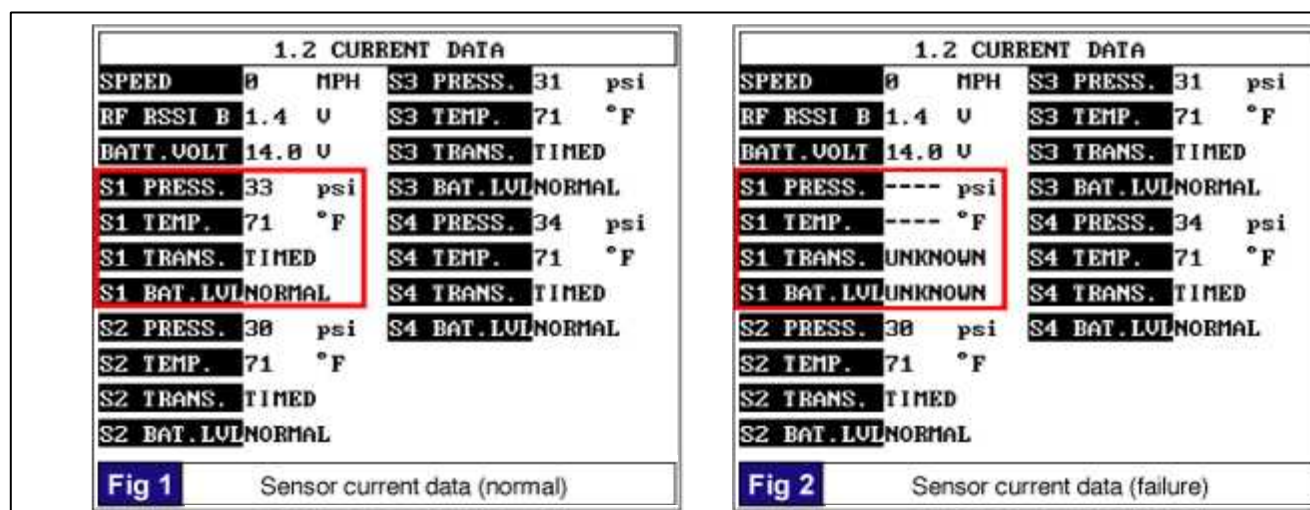 1.2 CURRENT DATA
SPEED 0 MPH S3 PRESS. 31 psi
RF RSSI B 1.4 V S3 TEMP. 71 °F
BATT.VOLT 14.0 V S3 TRANS. TIMED
S1 PRESS. 33 psi S3 BAT.LVL NORMAL
S1 TEMP. 71 °F S4 PRESS. 34 psi
S1 TRANS. TIMED S4 TEMP. 71 °F
S1 BAT.LVL NORMAL S4 TRANS. TIMED
S2 PRESS. 30 psi S4 BAT.LVL NORMAL
S2 TEMP. 71 °F
S2 TRANS. TIMED
S2 BAT.LVL NORMAL
Fig 1 Sensor current data (normal)
1.2 CURRENT DATA
SPEED 0 MPH S3 PRESS. 31 psi
RF RSSI B 1.4 V S3 TEMP. 71 °F
BATT.VOLT 14.0 V S3 TRANS. TIMED
S1 PRESS. ---- psi S3 BAT.LVL NORMAL
S1 TEMP. ---- °F S4 PRESS. 34 psi
S1 TRANS. UNKNOWN S4 TEMP. 71 °F
S1 BAT.LVL UNKNOWN S4 TRANS. TIMED
S2 PRESS. 30 psi S4 BAT.LVL NORMAL
S2 TEMP. 71 °F
S2 TRANS. TIMED
S2 BAT.LVL NORMAL
Fig 2 Sensor current data (failure)